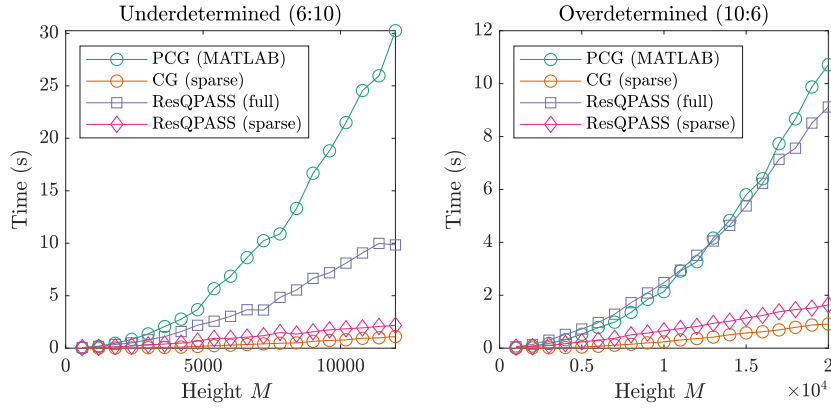 Underdetermined (6:10)
30
25
20
15
10
5
0
0
5000
10000
Time (s)
Height M
PCG (MATLAB)
CG (sparse)
ResQPASS (full)
ResQPASS (sparse)
Overdetermined (10:6)
12
10
8
6
4
2
0
0
0.5
1
1.5
2
×10⁴
Time (s)
Height M
PCG (MATLAB)
CG (sparse)
ResQPASS (full)
ResQPASS (sparse)